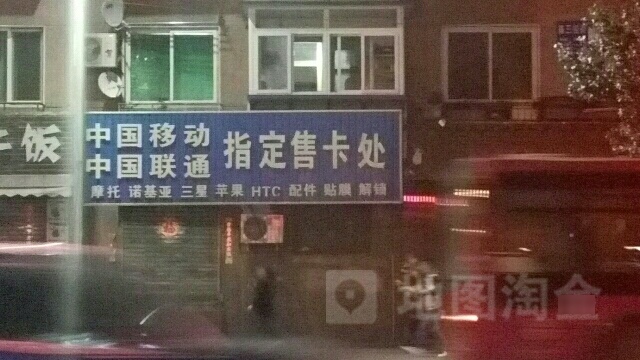 中国移动
中国联通
指定售卡处
摩托 诺基亚 三星 苹果 HTC 配件 贴膜 解锁
饭
地图淘金